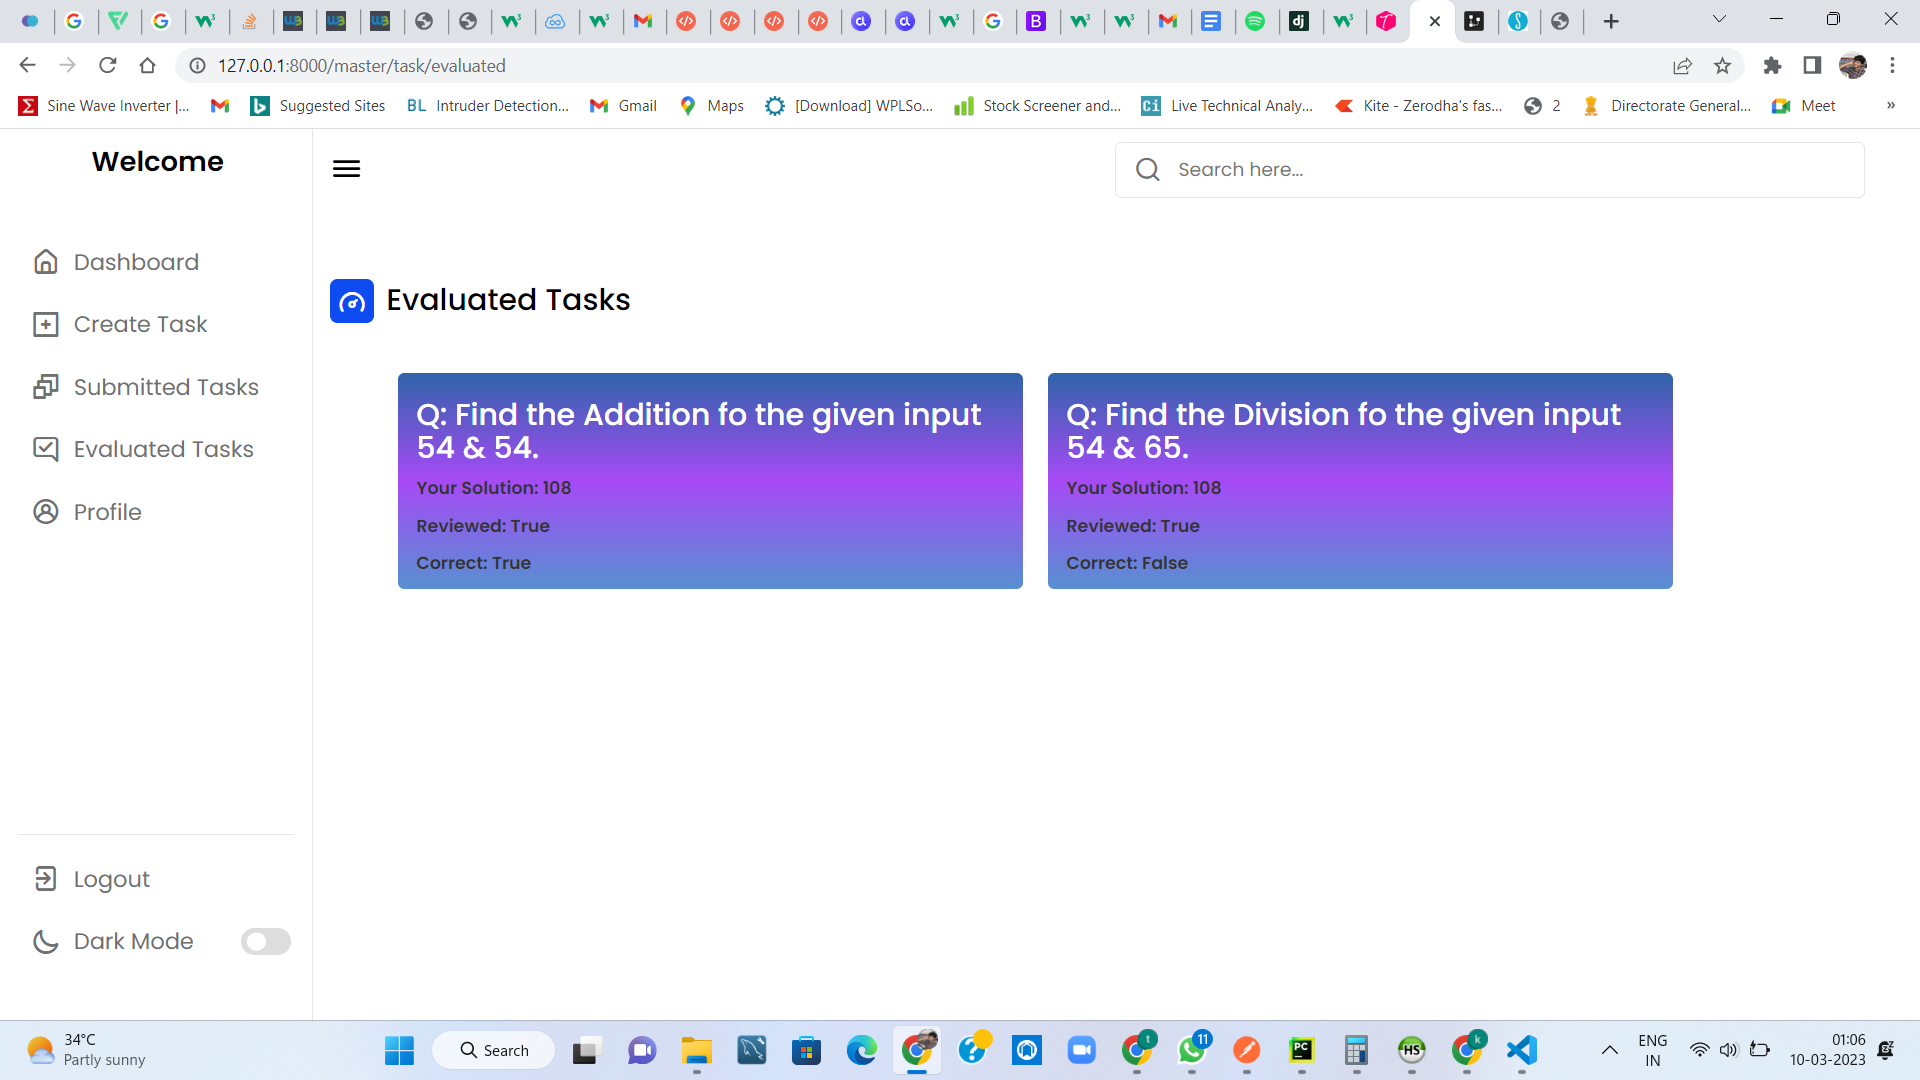 127.0.0.1:8000/master/task/evaluated
Sine Wave Inverter |...
Suggested Sites
BL Intruder Detection...
Gmail
Maps
[Download] WPLSo...
Stock Screener and...
Ci Live Technical Analy...
Kite - Zerodha's fas...
2
Directorate General...
Meet
»
Welcome
Search here...
Dashboard
Create Task
Submitted Tasks
Evaluated Tasks
Profile
Logout
Dark Mode
Evaluated Tasks
Q: Find the Addition fo the given input
54 & 54.
Your Solution: 108
Reviewed: True
Correct: True
Q: Find the Division fo the given input
54 & 65.
Your Solution: 108
Reviewed: True
Correct: False
34°C
Partly sunny
Search
11
ENG
IN
01:06
10-03-2023